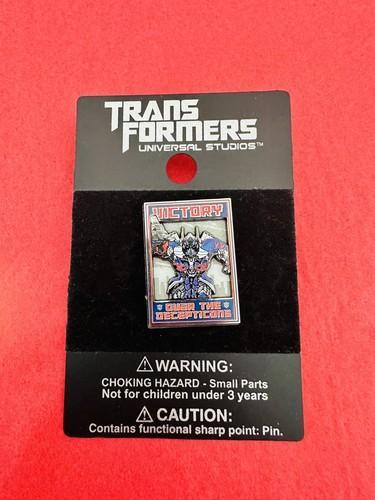 TRANS
FORMERS
UNIVERSAL STUDIOS™
VICTORY
OVER THE
DECEPTICONS
⚠ WARNING:
CHOKING HAZARD - Small Parts
Not for children under 3 years
⚠ CAUTION:
Contains functional sharp point: Pin.